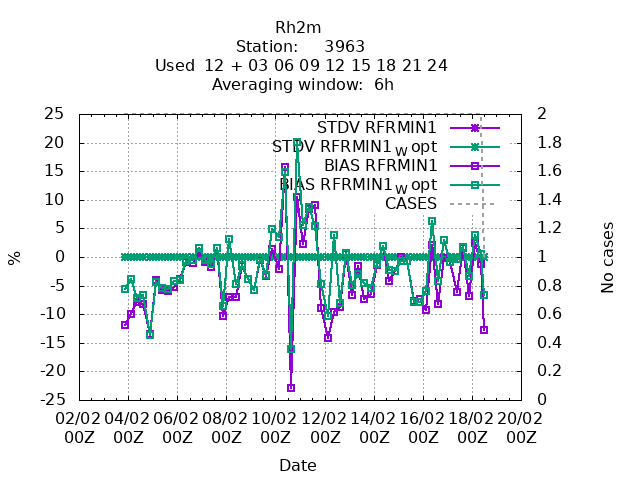 Rh2m
Station: 3963
Used 12 + 03 06 09 12 15 18 21 24
Averaging window: 6h
STDV RFRMIN1
STDV RFRMIN1_W opt
BIAS RFRMIN1
BIAS RFRMIN1_W opt
CASES
25
20
15
10
5
0
-5
-10
-15
-20
-25
%
2
1.8
1.6
1.4
1.2
1
0.8
0.6
0.4
0.2
0
No cases
02/02 04/02 06/02 08/02 10/02 12/02 14/02 16/02 18/02 20/02
00Z 00Z 00Z 00Z 00Z 00Z 00Z 00Z 00Z 00Z
Date